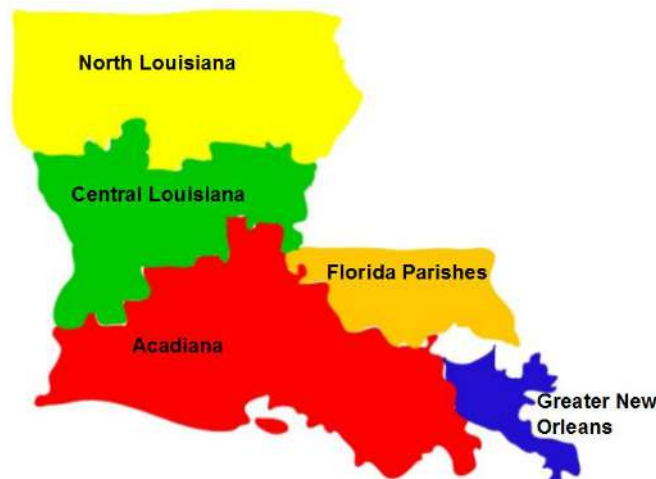 North Louisiana
Central Louisiana
Florida Parishes
Acadiana
Greater New
Orleans